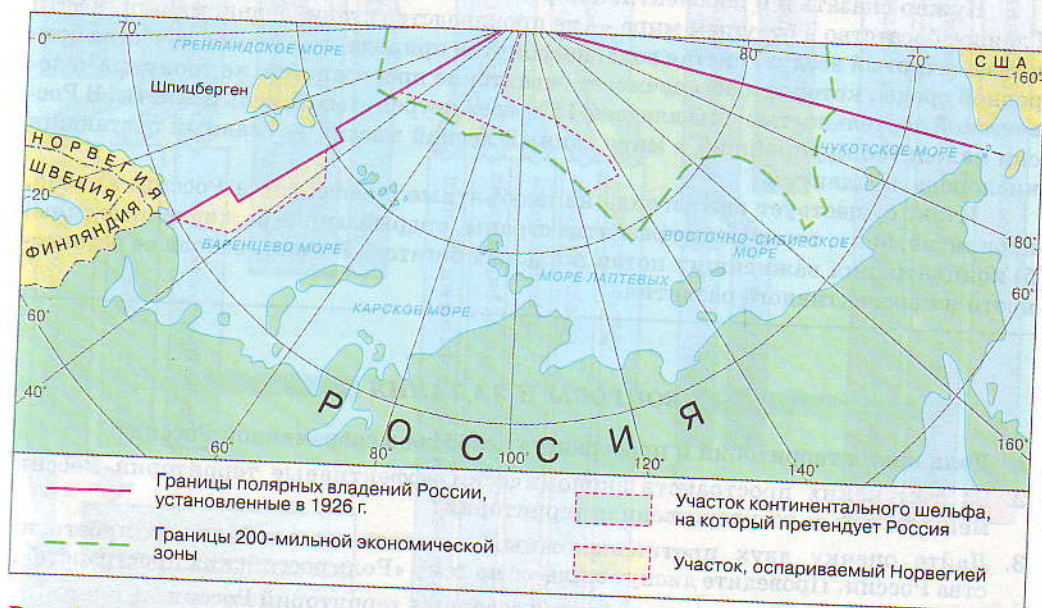 0°
70°
ГРЕНЛАНДСКОЕ МОРЕ
80°
70°
США
160°
Шпицберген
НОРВЕГИЯ
ШВЕЦИЯ
ФИНЛЯНДИЯ
20
ЧУКОТСКОЕ МОРЕ
БАРЕНЦЕВО МОРЕ
ВОСТОЧНО-СИБИРСКОЕ
МОРЕ
180°
МОРЕ ЛАПТЕВЫХ
60°
КАРСКОЕ МОРЕ
60°
40°
РОССИЯ
60°
80°
100°
120°
140°
160°
Границы полярных владений России,
установленные в 1926 г.
Границы 200-мильной экономической
зоны
Участок континентального шельфа,
на который претендует Россия
Участок, оспариваемый Норвегией